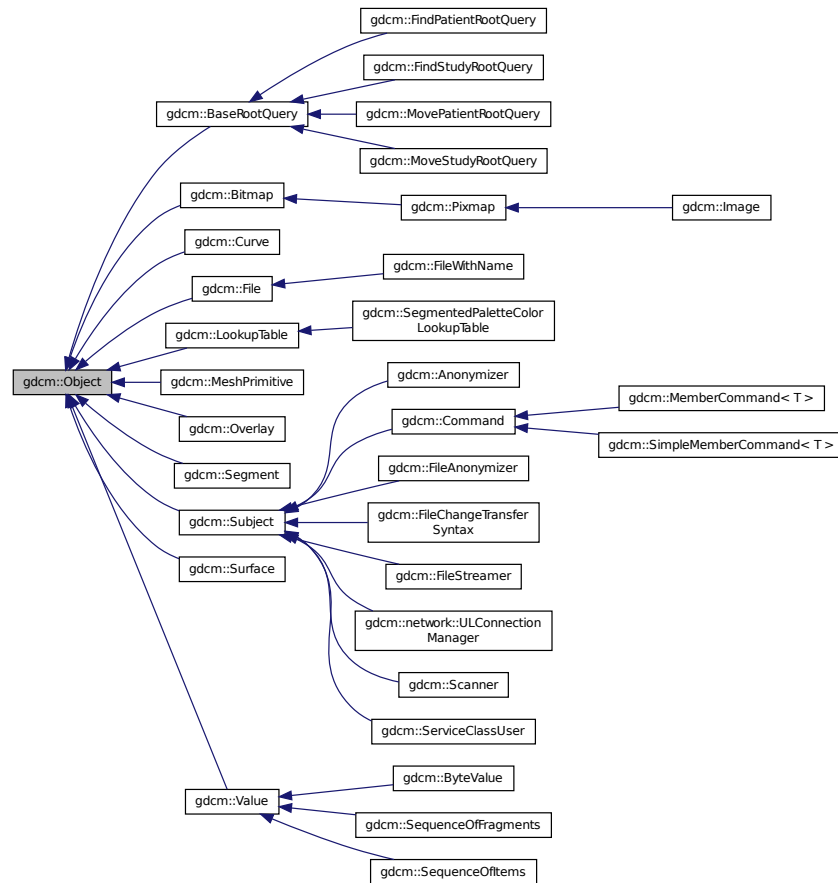 gdcm::FindPatientRootQuery
gdcm::FindStudyRootQuery
gdcm::BaseRootQuery
gdcm::MovePatientRootQuery
gdcm::MoveStudyRootQuery
gdcm::Bitmap
gdcm::Pixmap
gdcm::Image
gdcm::Curve
gdcm::FileWithName
gdcm::File
gdcm::SegmentedPaletteColor
LookupTable
gdcm::LookupTable
gdcm::Object
gdcm::MeshPrimitive
gdcm::Anonymizer
gdcm::MemberCommand< T >
gdcm::Command
gdcm::Overlay
gdcm::SimpleMemberCommand< T >
gdcm::Segment
gdcm::FileAnonymizer
gdcm::Subject
gdcm::FileChangeTransfer
Syntax
gdcm::Surface
gdcm::FileStreamer
gdcm::network::ULConnection
Manager
gdcm::Scanner
gdcm::ServiceClassUser
gdcm::ByteValue
gdcm::Value
gdcm::SequenceOfFragments
gdcm::SequenceOfItems